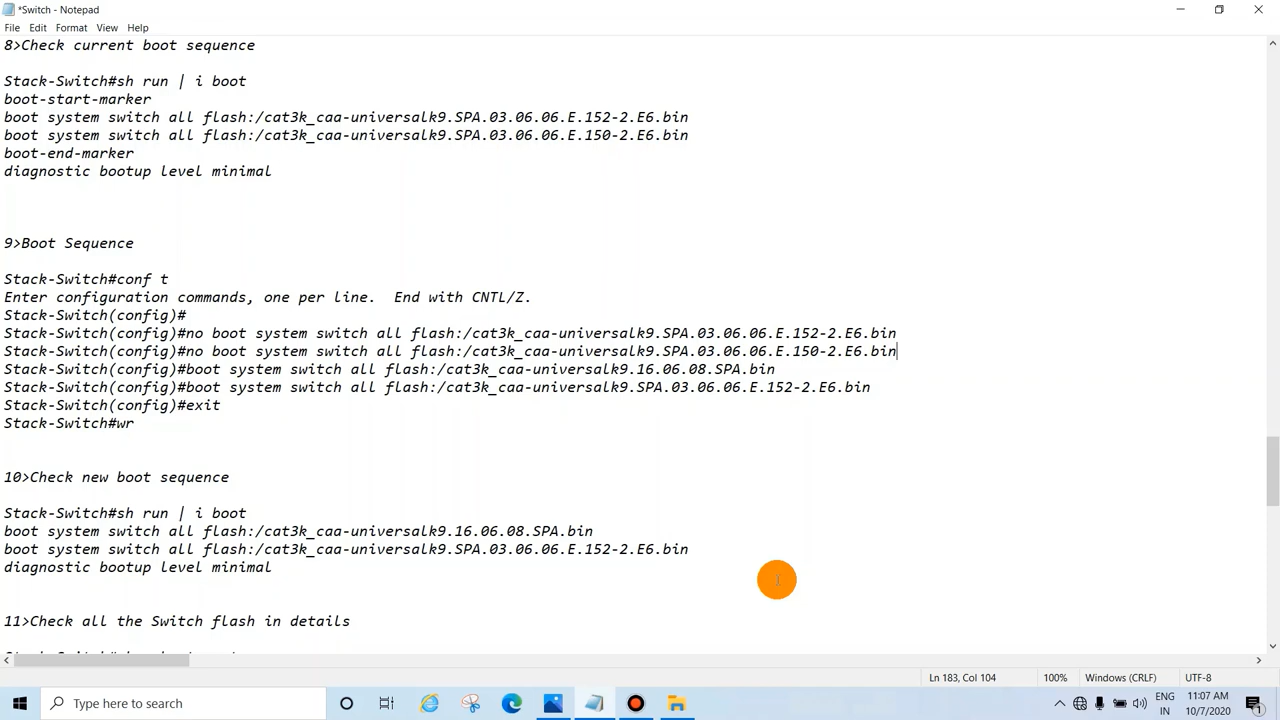 *Switch - Notepad
File Edit Format View Help
8>Check current boot sequence
Stack-Switch#sh run | i boot
boot-start-marker
boot system switch all flash:/cat3k_caa-universalk9.SPA.03.06.06.E.152-2.E6.bin
boot system switch all flash:/cat3k_caa-universalk9.SPA.03.06.06.E.150-2.E6.bin
boot-end-marker
diagnostic bootup level minimal
9>Boot Sequence
Stack-Switch#conf t
Enter configuration commands, one per line.  End with CNTL/Z.
Stack-Switch(config)#
Stack-Switch(config)#no boot system switch all flash:/cat3k_caa-universalk9.SPA.03.06.06.E.152-2.E6.bin
Stack-Switch(config)#no boot system switch all flash:/cat3k_caa-universalk9.SPA.03.06.06.E.150-2.E6.bin
Stack-Switch(config)#boot system switch all flash:/cat3k_caa-universalk9.16.06.08.SPA.bin
Stack-Switch(config)#boot system switch all flash:/cat3k_caa-universalk9.SPA.03.06.06.E.152-2.E6.bin
Stack-Switch(config)#exit
Stack-Switch#wr
10>Check new boot sequence
Stack-Switch#sh run | i boot
boot system switch all flash:/cat3k_caa-universalk9.16.06.08.SPA.bin
boot system switch all flash:/cat3k_caa-universalk9.SPA.03.06.06.E.152-2.E6.bin
diagnostic bootup level minimal
11>Check all the Switch flash in details
Ln 183, Col 104 100% Windows (CRLF) UTF-8
Type here to search
ENG
IN
11:07 AM
10/7/2020
1